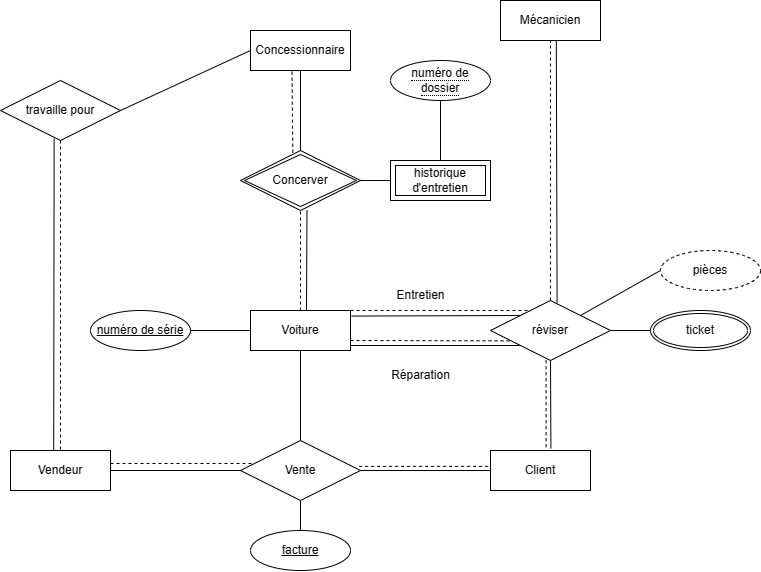 Mécanicien
Concessionnaire
numéro de
dossier
travaille pour
Concerver
historique
d'entretien
pièces
Entretien
numéro de série
Voiture
réviser
ticket
Réparation
Vendeur
Vente
Client
facture